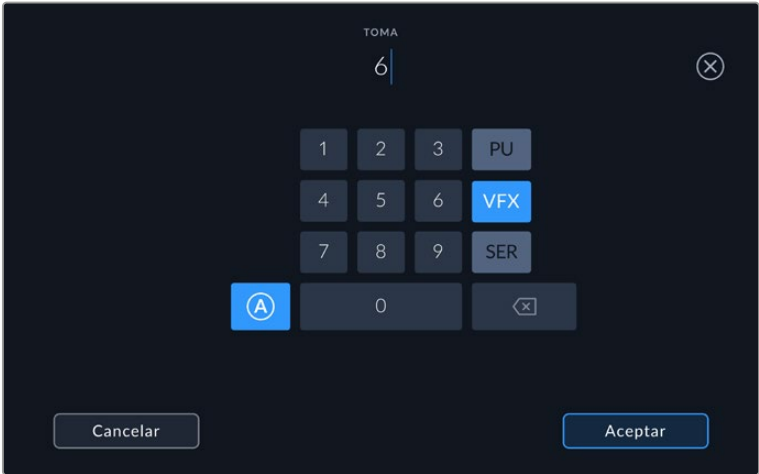 TOMA
6
1 2 3 PU
4 5 6 VFX
7 8 9 SER
A 0
Cancelar Aceptar